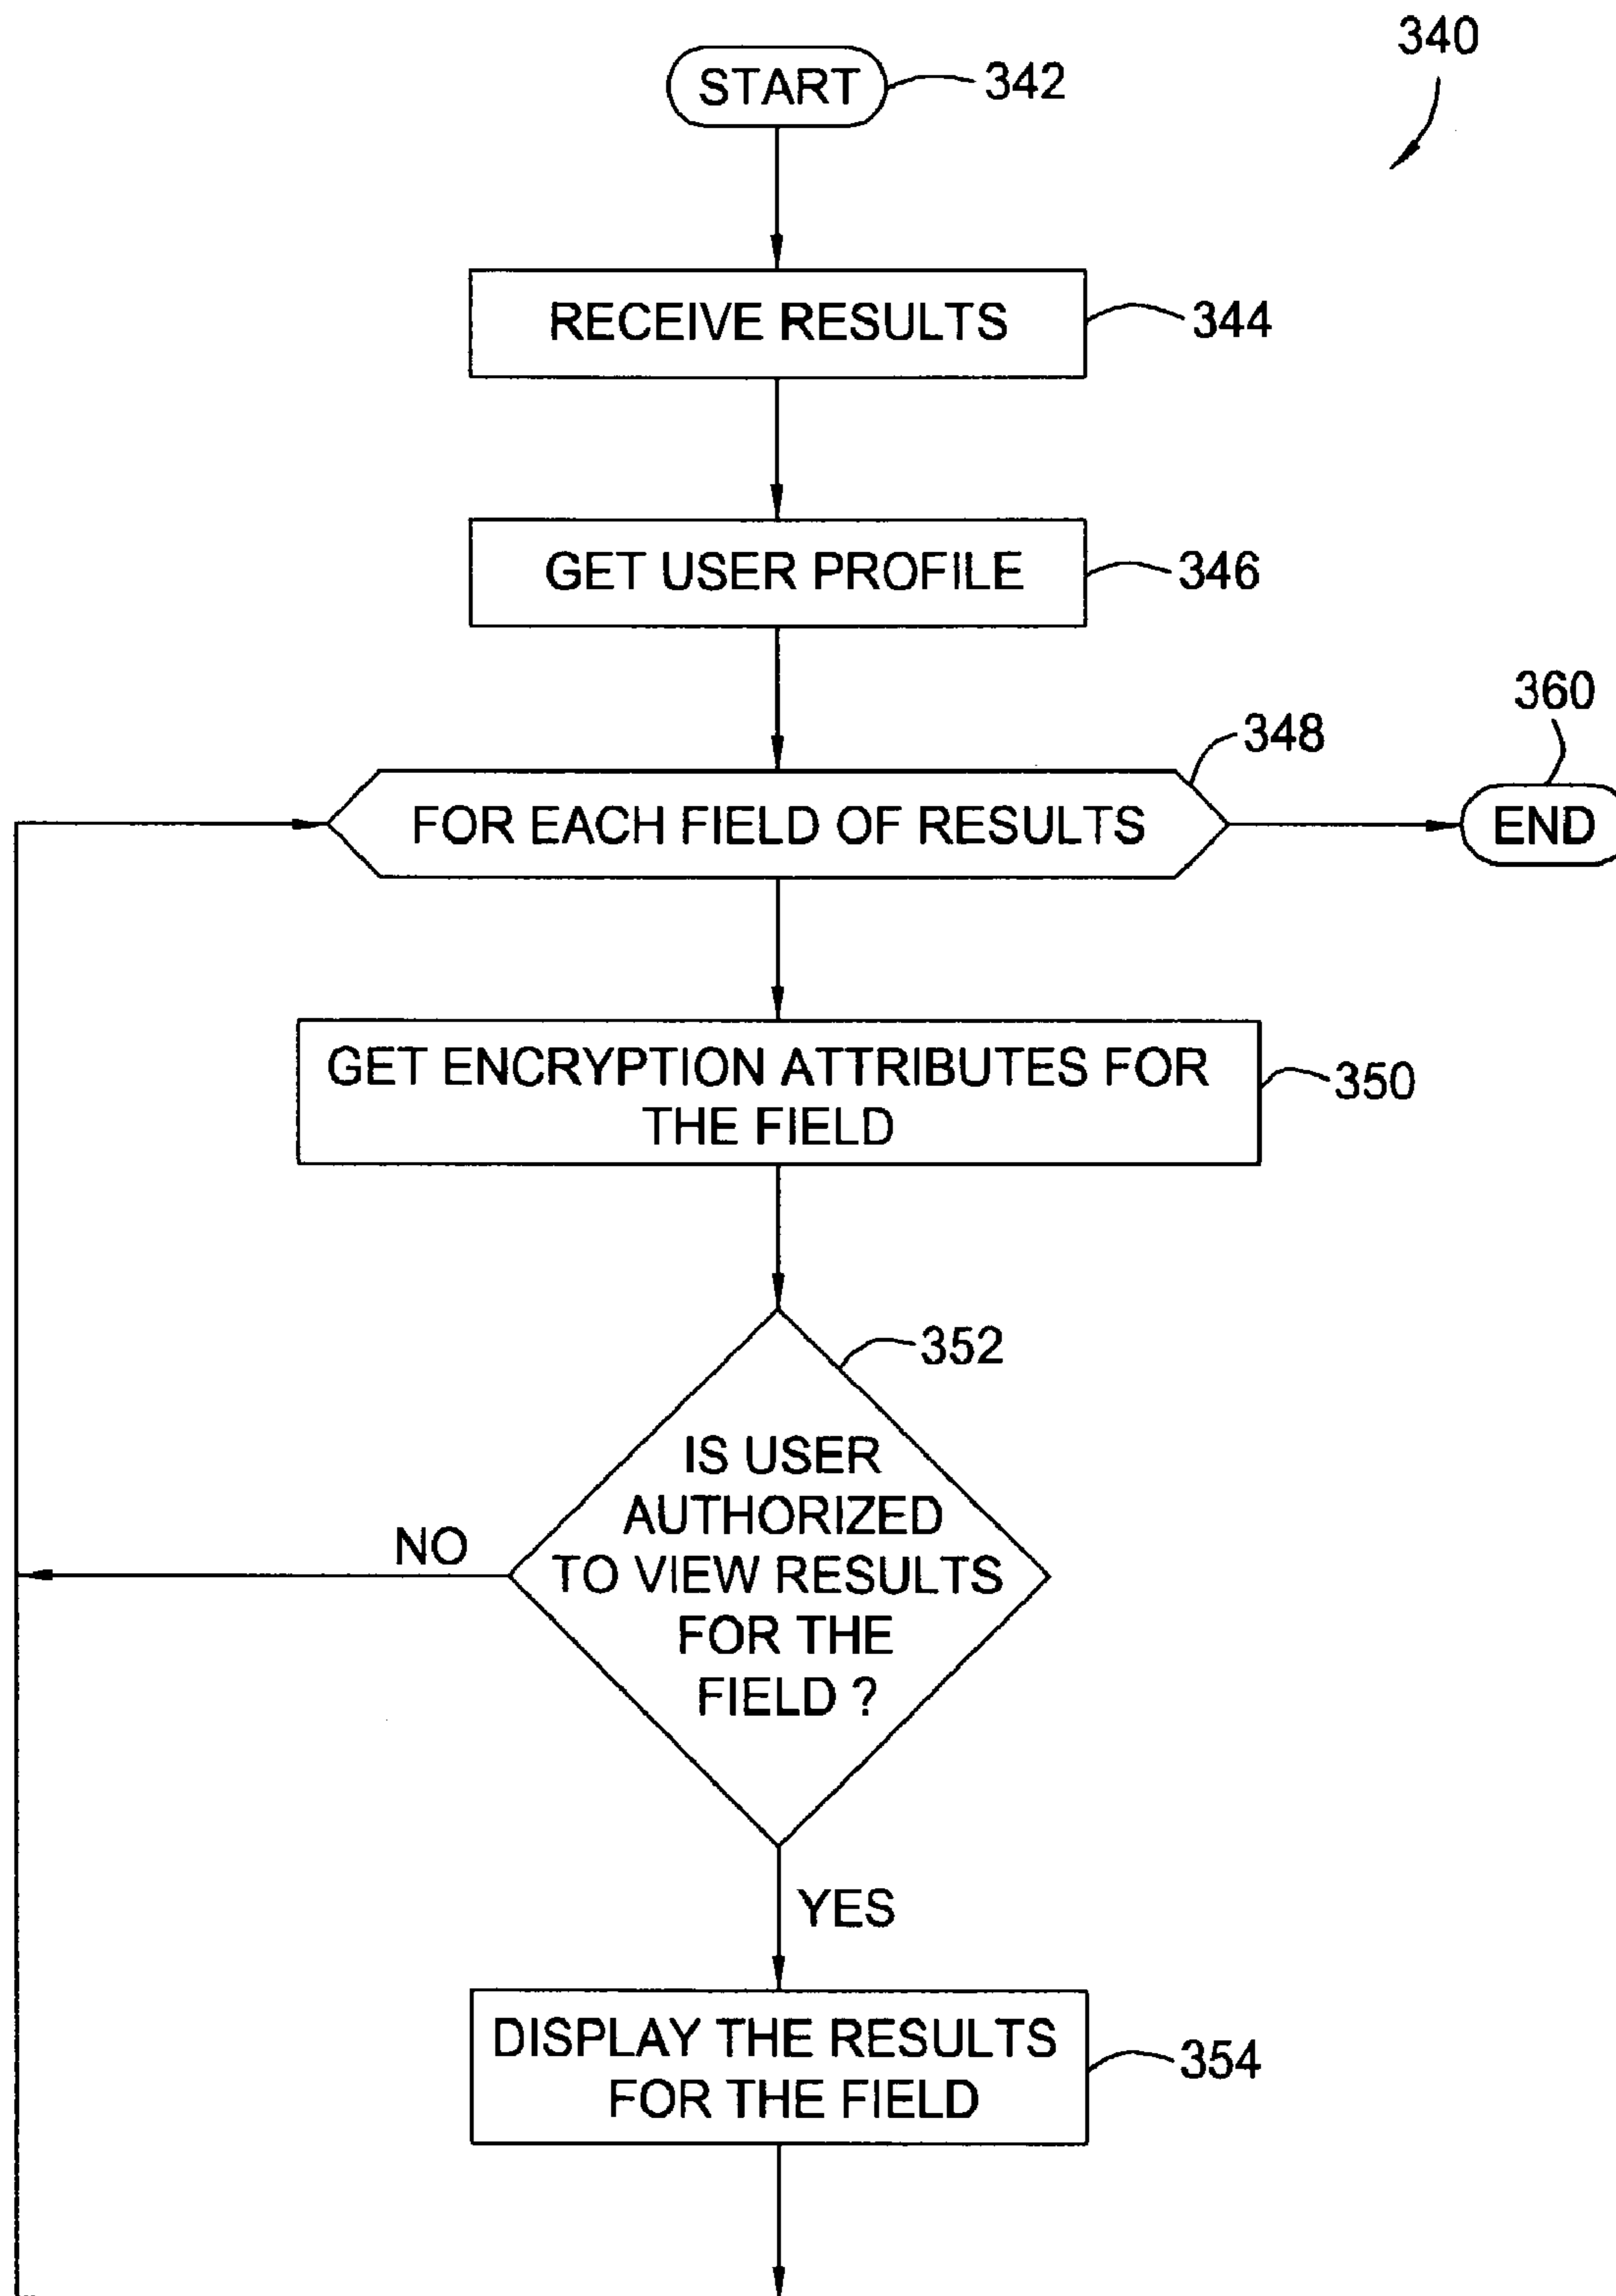 340
START
342
RECEIVE RESULTS
344
GET USER PROFILE
346
360
348
FOR EACH FIELD OF RESULTS
END
GET ENCRYPTION ATTRIBUTES FOR
THE FIELD
350
352
IS USER
AUTHORIZED
TO VIEW RESULTS
FOR THE
FIELD ?
NO
YES
DISPLAY THE RESULTS
FOR THE FIELD
354